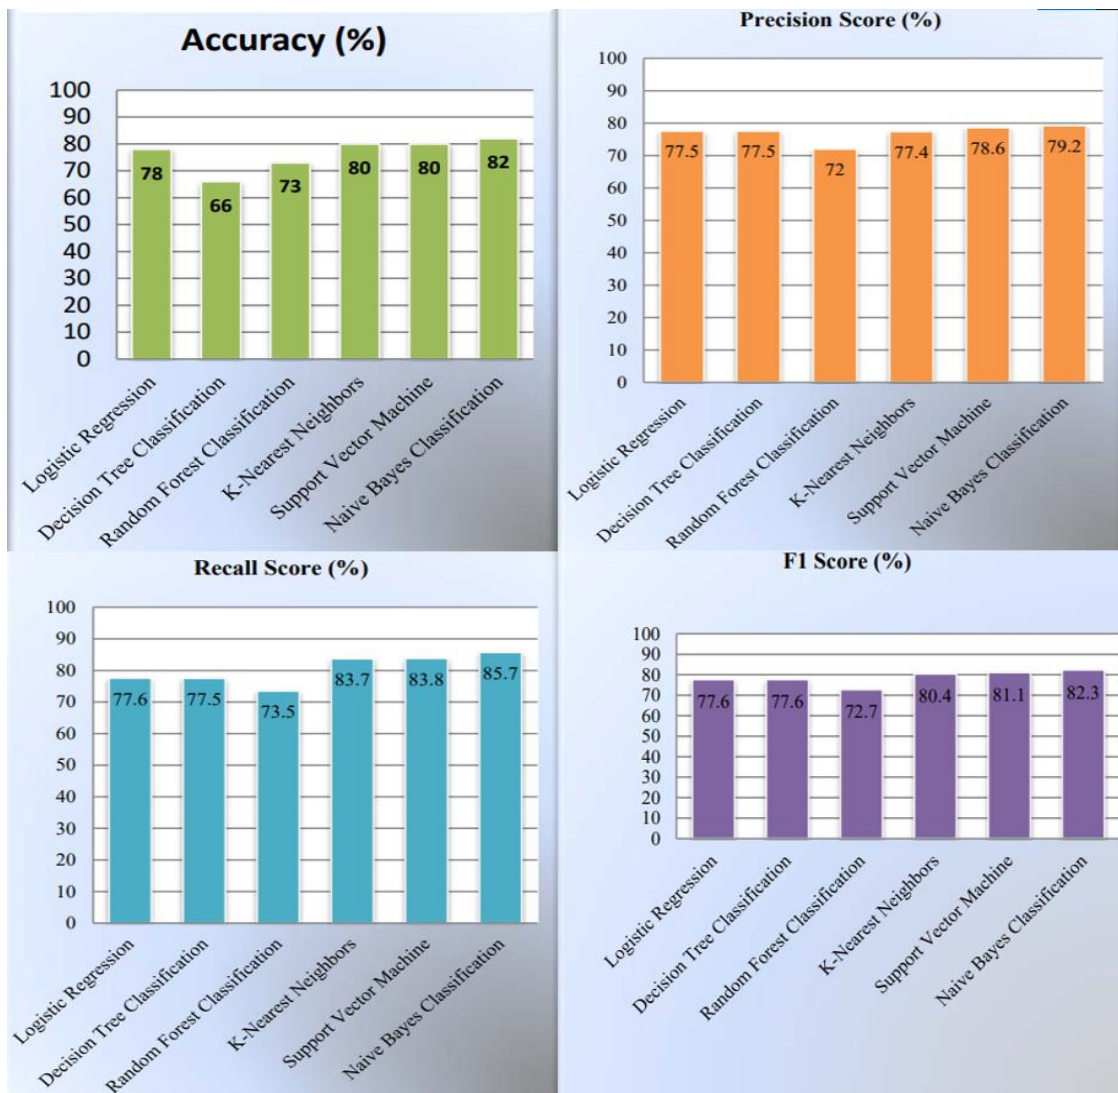 Accuracy (%)
100
90
80
70
60
50
40
30
20
10
0
78
66
73
80
80
82
Logistic Regression
Decision Tree Classification
Random Forest Classification
K-Nearest Neighbors
Support Vector Machine
Naive Bayes Classification
Precision Score (%)
100
90
80
70
60
50
40
30
20
10
0
77.5
77.5
72
77.4
78.6
79.2
Logistic Regression
Decision Tree Classification
Random Forest Classification
K-Nearest Neighbors
Support Vector Machine
Naive Bayes Classification
Recall Score (%)
100
90
80
70
60
50
40
30
20
10
0
77.6
77.5
73.5
83.7
83.8
85.7
Logistic Regression
Decision Tree Classification
Random Forest Classification
K-Nearest Neighbors
Support Vector Machine
Naive Bayes Classification
F1 Score (%)
100
90
80
70
60
50
40
30
20
10
0
77.6
77.6
72.7
80.4
81.1
82.3
Logistic Regression
Decision Tree Classification
Random Forest Classification
K-Nearest Neighbors
Support Vector Machine
Naive Bayes Classification